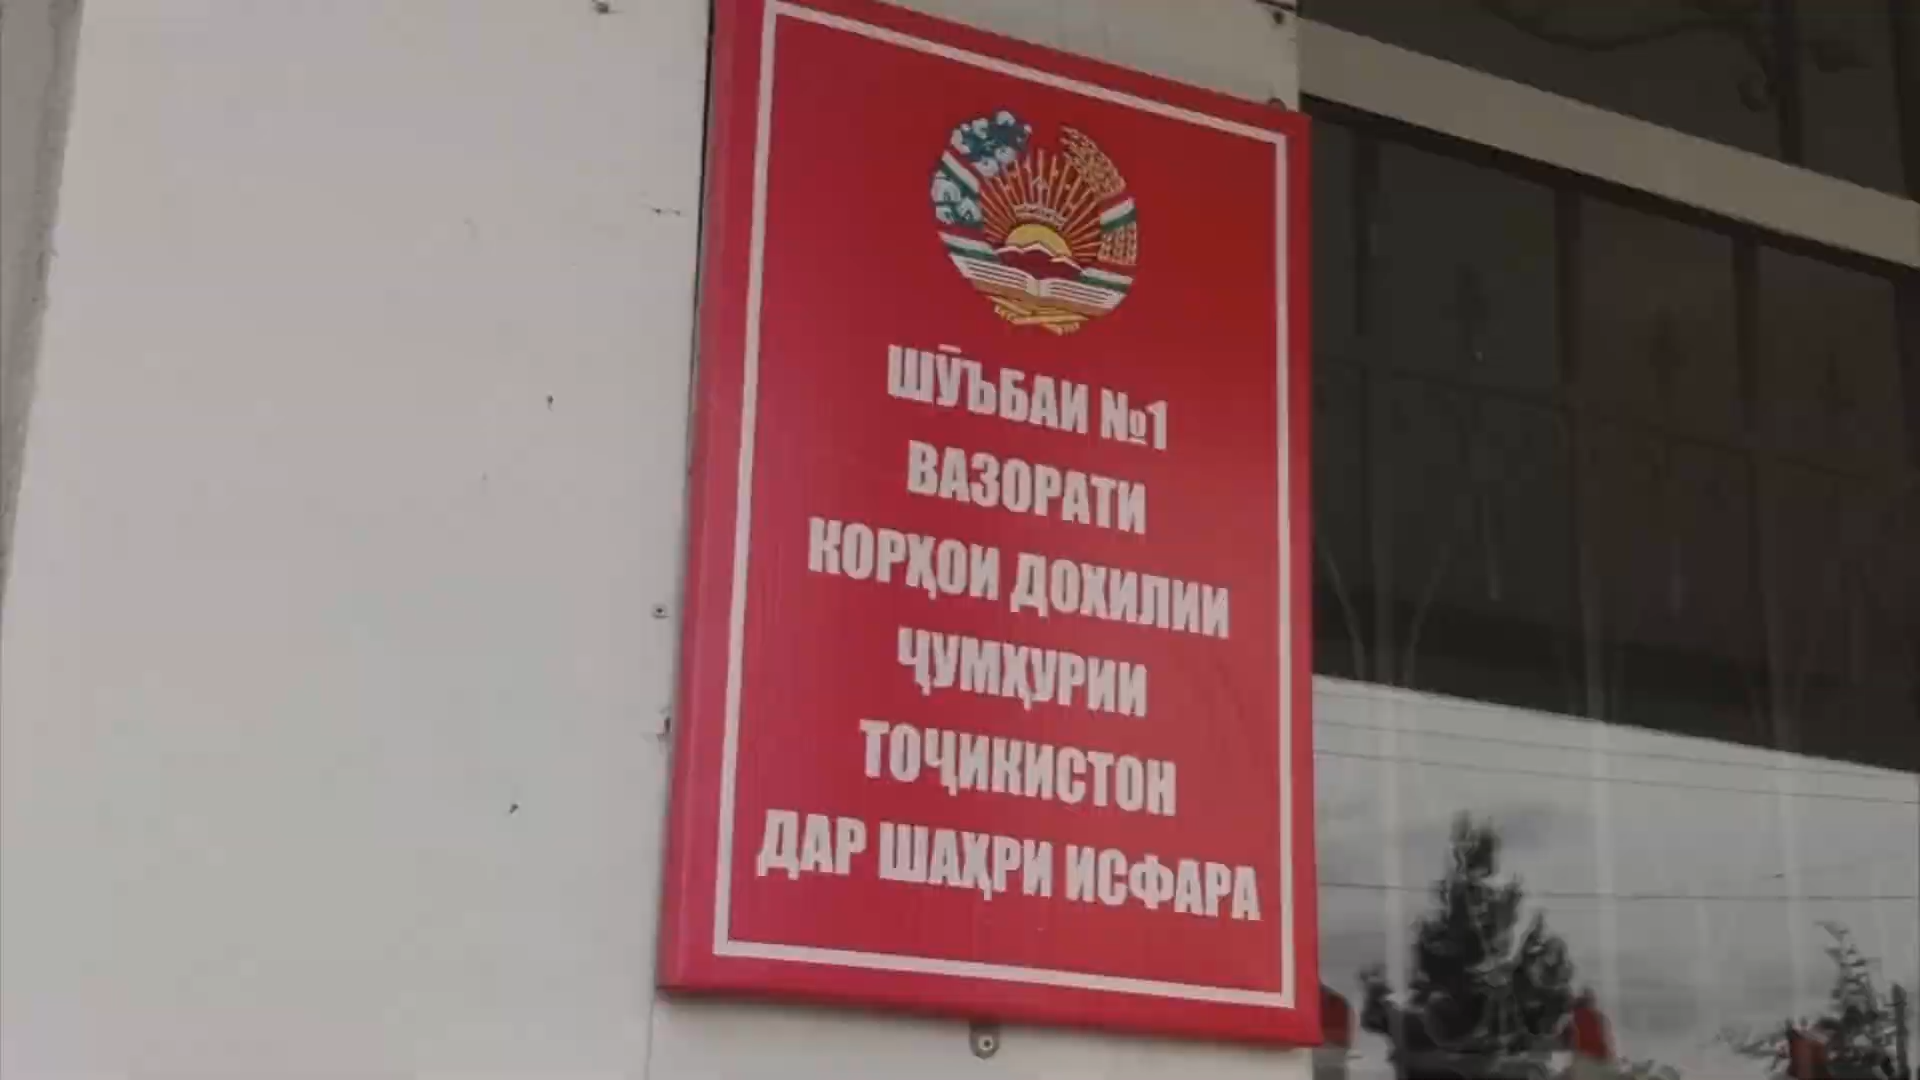 ШӮЪБАИ №1
ВАЗОРАТИ
КОРҲОИ ДОХИЛИИ
ҶУМҲУРИИ
ТОҶИКИСТОН
ДАР ШАҲРИ ИСФАРА